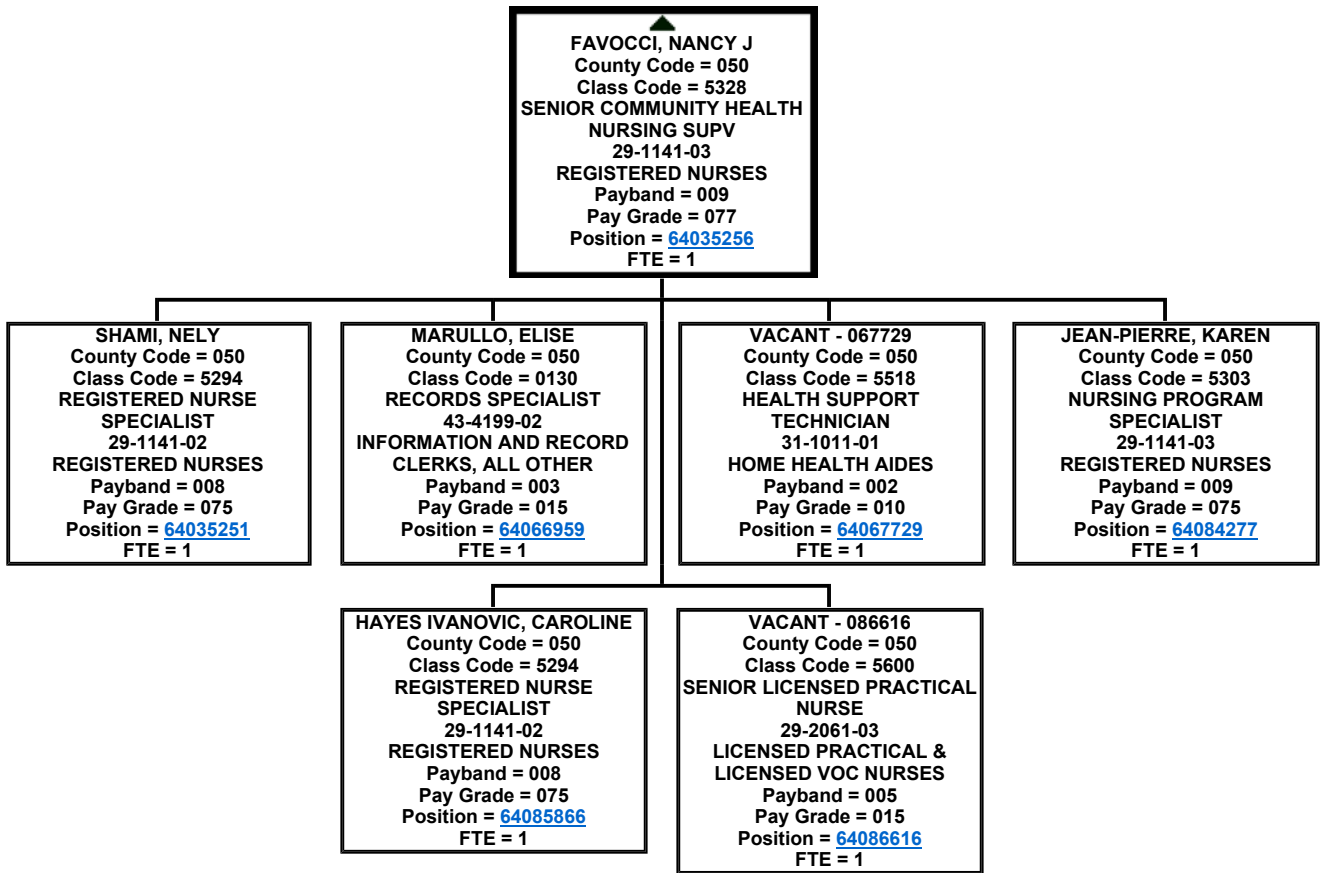 FAVOCCI, NANCY J
County Code = 050
Class Code = 5328
SENIOR COMMUNITY HEALTH
NURSING SUPV
29-1141-03
REGISTERED NURSES
Payband = 009
Pay Grade = 077
Position = 64035256
FTE = 1
SHAMI, NELY
County Code = 050
Class Code = 5294
REGISTERED NURSE
SPECIALIST
29-1141-02
REGISTERED NURSES
Payband = 008
Pay Grade = 075
Position = 64035251
FTE = 1
MARULLO, ELISE
County Code = 050
Class Code = 0130
RECORDS SPECIALIST
43-4199-02
INFORMATION AND RECORD
CLERKS, ALL OTHER
Payband = 003
Pay Grade = 015
Position = 64066959
FTE = 1
VACANT - 067729
County Code = 050
Class Code = 5518
HEALTH SUPPORT
TECHNICIAN
31-1011-01
HOME HEALTH AIDES
Payband = 002
Pay Grade = 010
Position = 64067729
FTE = 1
JEAN-PIERRE, KAREN
County Code = 050
Class Code = 5303
NURSING PROGRAM
SPECIALIST
29-1141-03
REGISTERED NURSES
Payband = 009
Pay Grade = 075
Position = 64084277
FTE = 1
HAYES IVANOVIC, CAROLINE
County Code = 050
Class Code = 5294
REGISTERED NURSE
SPECIALIST
29-1141-02
REGISTERED NURSES
Payband = 008
Pay Grade = 075
Position = 64085866
FTE = 1
VACANT - 086616
County Code = 050
Class Code = 5600
SENIOR LICENSED PRACTICAL
NURSE
29-2061-03
LICENSED PRACTICAL &
LICENSED VOC NURSES
Payband = 005
Pay Grade = 015
Position = 64086616
FTE = 1